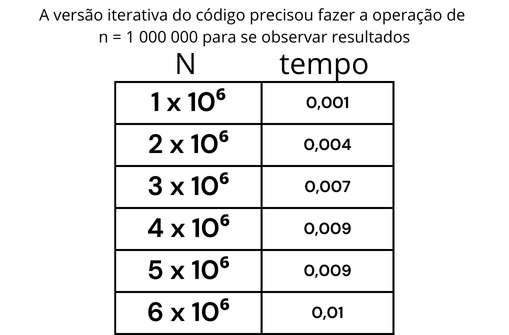 A versão iterativa do código precisou fazer a operação de
n = 1 000 000 para se observar resultados
N tempo
1 x 10⁶ 0,001
2 x 10⁶ 0,004
3 x 10⁶ 0,007
4 x 10⁶ 0,009
5 x 10⁶ 0,009
6 x 10⁶ 0,01